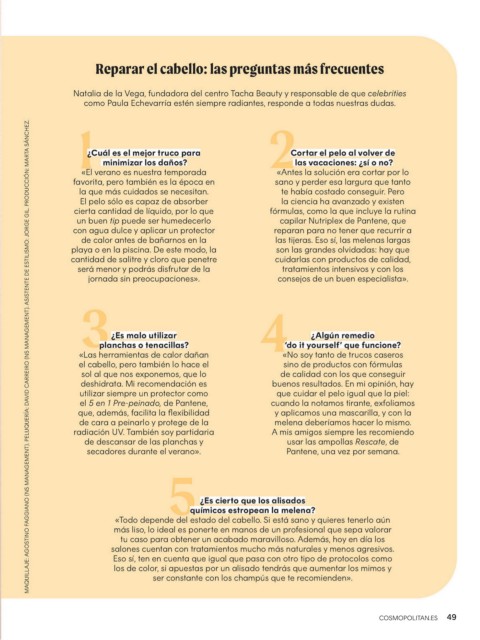 Reparar el cabello: las preguntas más frecuentes
Natalia de la Vega, fundadora del centro Tacha Beauty y responsable de que celebrities
como Paula Echevarría estén siempre radiantes, responde a todas nuestras dudas.
1
¿Cuál es el mejor truco para
minimizar los daños?
«El verano es nuestra temporada
favorita, pero también es la época en
la que más cuidados se necesitan.
El pelo sólo es capaz de absorber
cierta cantidad de líquido, por lo que
un buen tip puede ser humedecerlo
con agua dulce y aplicar un protector
de calor antes de bañarnos en la
playa o en la piscina. De este modo, la
cantidad de salitre y cloro que penetre
será menor y podrás disfrutar de la
jornada sin preocupaciones».
2
Cortar el pelo al volver de
las vacaciones: ¿sí o no?
«Antes la solución era cortar por lo
sano y perder esa largura que tanto
te había costado conseguir. Pero
la ciencia ha avanzado y existen
fórmulas, como la que incluye la rutina
capilar Nutriplex de Pantene, que
reparan para no tener que recurrir a
las tijeras. Eso sí, las melenas largas
son las grandes olvidadas: hay que
cuidarlas con productos de calidad,
tratamientos intensivos y con los
consejos de un buen especialista».
3
¿Es malo utilizar
planchas o tenacillas?
«Las herramientas de calor dañan
el cabello, pero también lo hace el
sol al que nos exponemos, que lo
deshidrata. Mi recomendación es
utilizar siempre un protector como
el 5 en 1 Pre-peinado, de Pantene,
que, además, facilita la flexibilidad
de cara a peinarlo y protege de la
radiación UV. También soy partidaria
de descansar de las planchas y
secadores durante el verano».
4
¿Algún remedio
'do it yourself' que funcione?
«No soy tanto de trucos caseros
sino de productos con fórmulas
de calidad con los que conseguir
buenos resultados. En mi opinión, hay
que cuidar el pelo igual que la piel:
cuando la notamos tirante, exfoliamos
y aplicamos una mascarilla, y con la
melena deberíamos hacer lo mismo.
A mis amigos siempre les recomiendo
usar las ampollas Rescate, de
Pantene, una vez por semana.
5
¿Es cierto que los alisados
químicos estropean la melena?
«Todo depende del estado del cabello. Si está sano y quieres tenerlo aún
más liso, lo ideal es ponerte en manos de un profesional que sepa valorar
tu caso para obtener un acabado maravilloso. Además, hoy en día los
salones cuentan con tratamientos mucho más naturales y menos agresivos.
Eso sí, ten en cuenta que igual que pasa con otro tipo de protocolos como
los de color, si apuestas por un alisado tendrás que aumentar los mimos y
ser constante con los champús que te recomienden».
MAQUILLAJE: AGOSTINO FAGGIANO (NS MANAGEMENT). PELUQUERÍA: DAVID CARREIRO (NS MANAGEMENT). ASISTENTE DE ESTILISMO: JORGE GIL. PRODUCCIÓN: MARTA SÁNCHEZ.
COSMOPOLITAN.ES 49